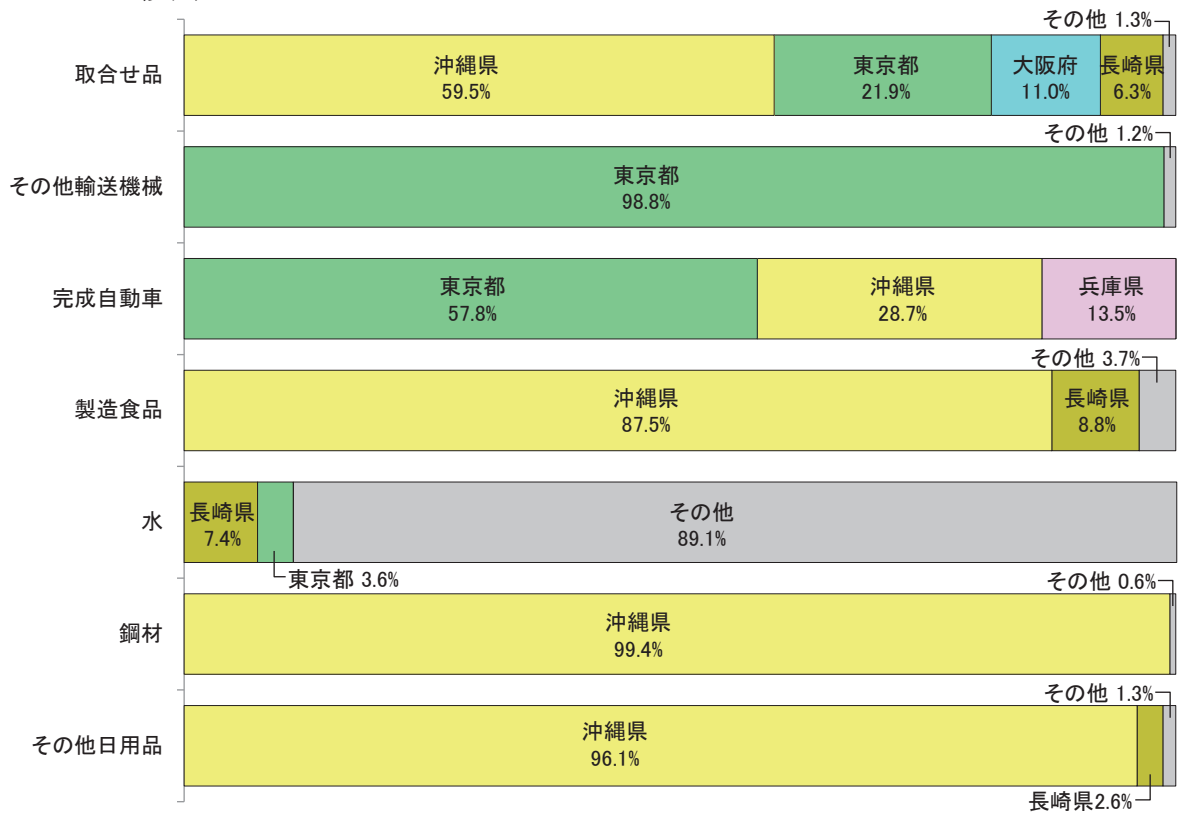 その他 1.3%
取合せ品
沖縄県
59.5%
東京都
21.9%
大阪府
11.0%
長崎県
6.3%
その他 1.2%
その他輸送機械
東京都
98.8%
完成自動車
東京都
57.8%
沖縄県
28.7%
兵庫県
13.5%
その他 3.7%
製造食品
沖縄県
87.5%
長崎県
8.8%
水
長崎県
7.4%
その他
89.1%
東京都 3.6%
その他 0.6%
鋼材
沖縄県
99.4%
その他 1.3%
その他日用品
沖縄県
96.1%
長崎県2.6%